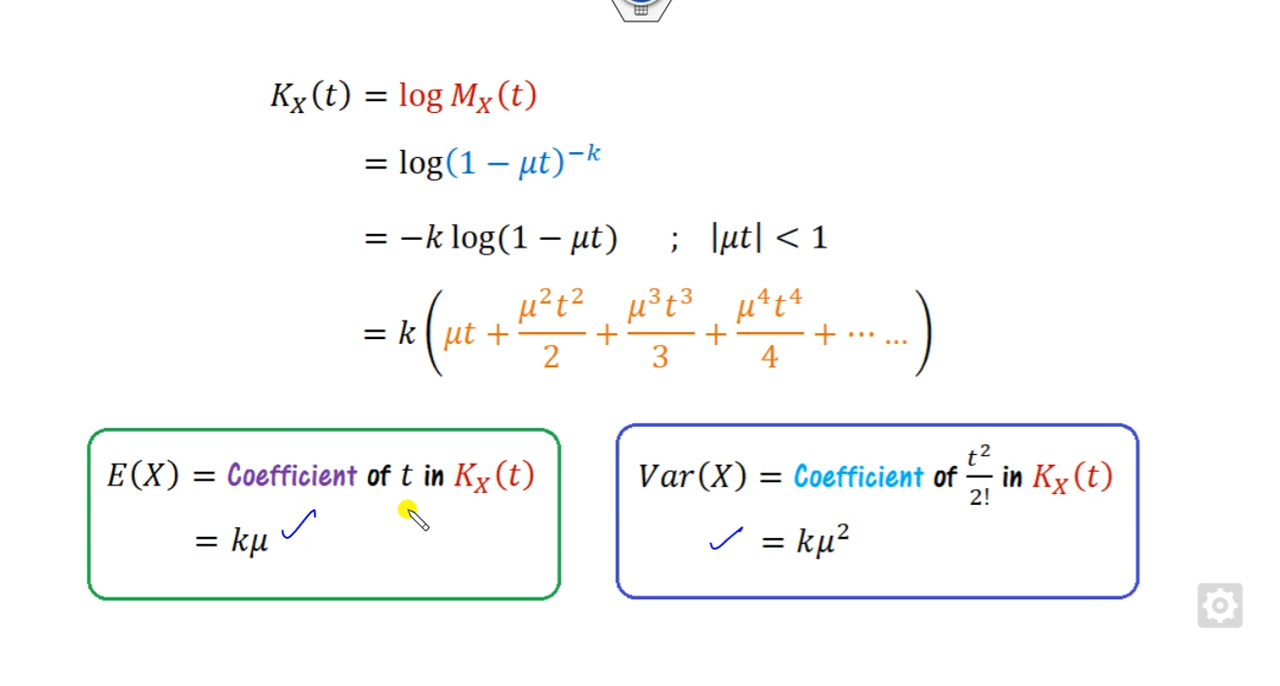 K_X(t) = log M_X(t)
= log(1 − μt)^{−k}
= −k log(1 − μt) ; |μt| < 1
= k(μt + μ²t²/2 + μ³t³/3 + μ⁴t⁴/4 + ⋯ …)
E(X) = Coefficient of t in K_X(t)
= kμ
Var(X) = Coefficient of t²/2! in K_X(t)
= kμ²